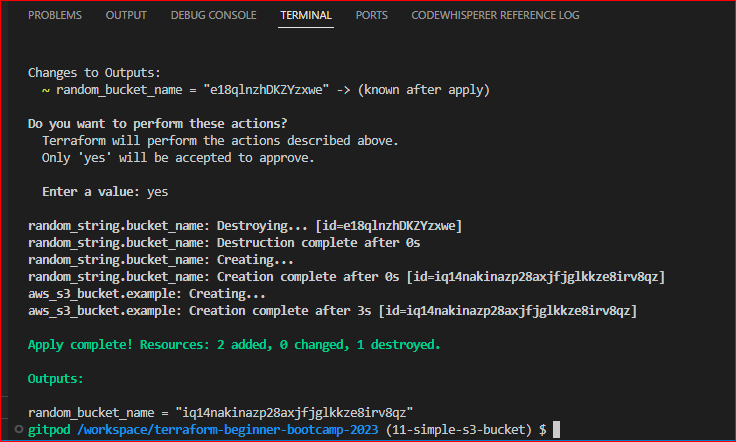 PROBLEMS OUTPUT DEBUG CONSOLE TERMINAL PORTS CODEWHISPERER REFERENCE LOG
Changes to Outputs:
~ random_bucket_name = "e18qlnzhDKZYzxwe" -> (known after apply)
Do you want to perform these actions?
Terraform will perform the actions described above.
Only 'yes' will be accepted to approve.
Enter a value: yes
random_string.bucket_name: Destroying... [id=e18qlnzhDKZYzxwe]
random_string.bucket_name: Destruction complete after 0s
random_string.bucket_name: Creating...
random_string.bucket_name: Creation complete after 0s [id=iq14nakinazp28axjfjglkkze8irv8qz]
aws_s3_bucket.example: Creating...
aws_s3_bucket.example: Creation complete after 3s [id=iq14nakinazp28axjfjglkkze8irv8qz]
Apply complete! Resources: 2 added, 0 changed, 1 destroyed.
Outputs:
random_bucket_name = "iq14nakinazp28axjfjglkkze8irv8qz"
gitpod /workspace/terraform-beginner-bootcamp-2023 (11-simple-s3-bucket) $